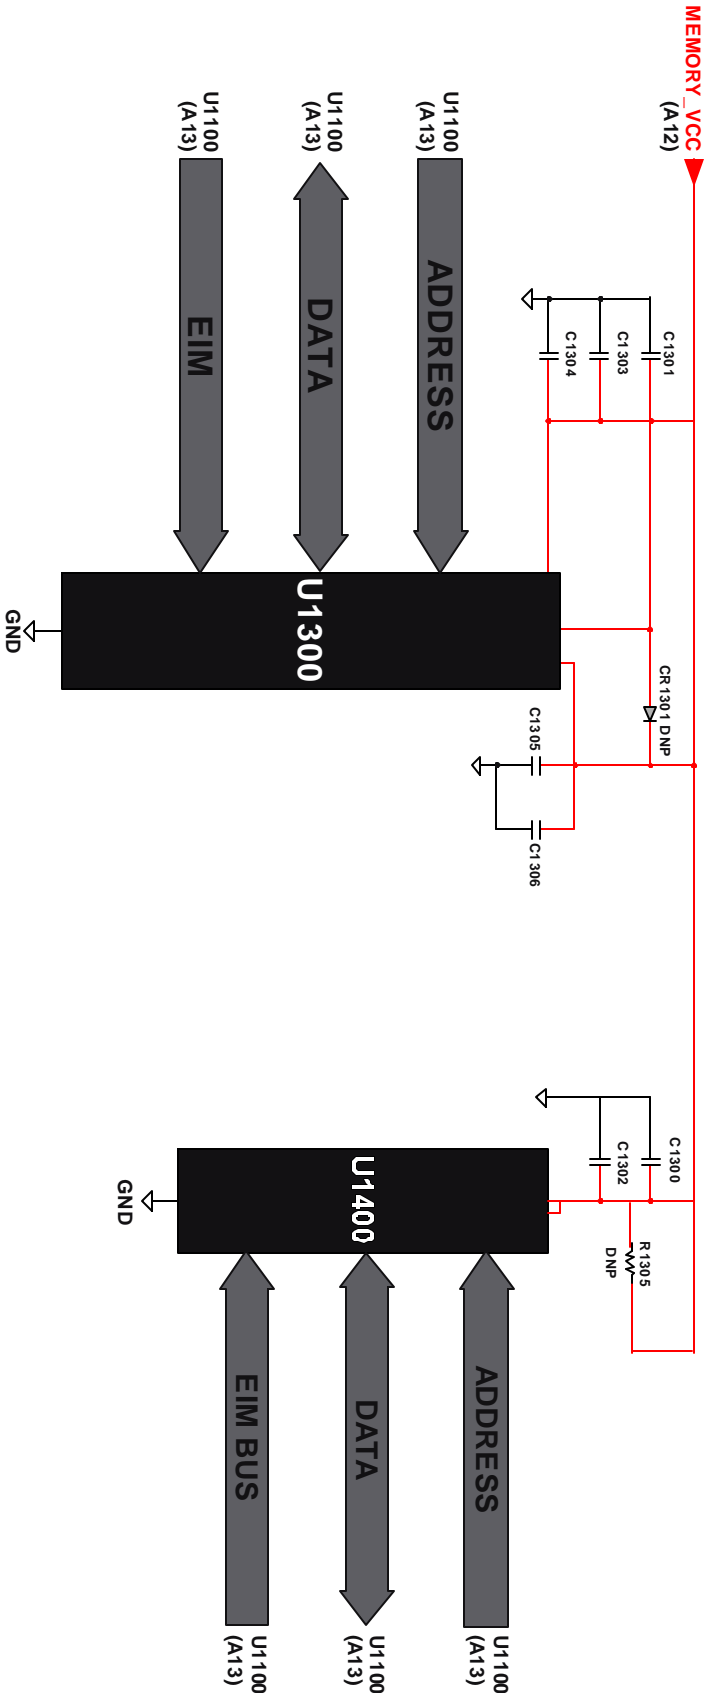 MEMORY_VCC
(A12)
U1100
(A13)
U1100
(A13)
U1100
(A13)
ADDRESS
DATA
EIM
C1301
C1303
C1304
U1300
GND
CR1301 DNP
C1305
C1306
C1300
C1302
U1400
GND
R1305
DNP
ADDRESS
DATA
EIM BUS
U1100
(A13)
U1100
(A13)
U1100
(A13)